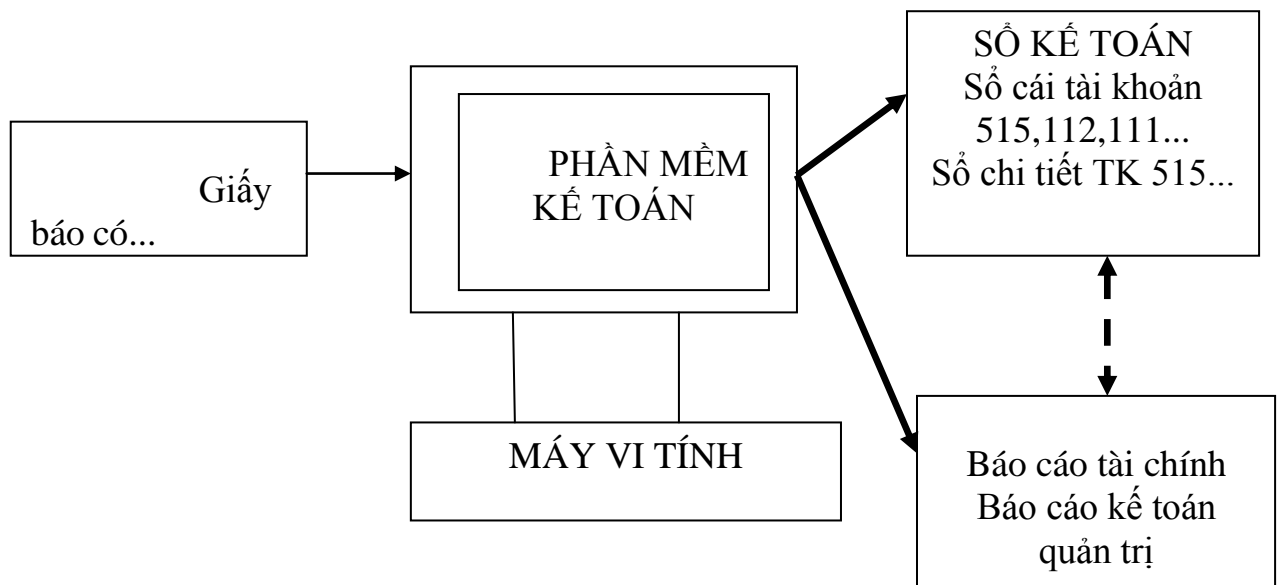 Giấy
báo có...
PHẦN MỀM
KẾ TOÁN
MÁY VI TÍNH
SỔ KẾ TOÁN
Sổ cái tài khoản
515,112,111...
Sổ chi tiết TK 515...
Báo cáo tài chính
Báo cáo kế toán
quản trị